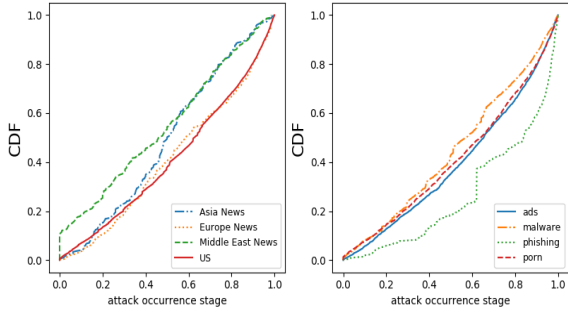 1.0
0.8
0.6
0.4
0.2
0.0
CDF
Asia News
Europe News
Middle East News
US
0.0 0.2 0.4 0.6 0.8 1.0
attack occurrence stage
1.0
0.8
0.6
0.4
0.2
0.0
CDF
ads
malware
phishing
porn
0.0 0.2 0.4 0.6 0.8 1.0
attack occurrence stage